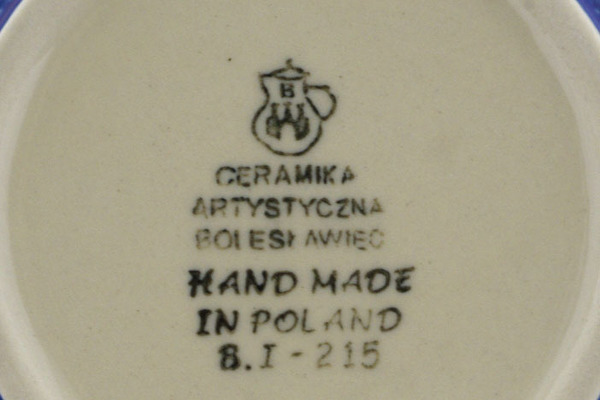 B
CERAMIKA
ARTYSTYCZNA
BOLESŁAWIEC
HAND MADE
IN POLAND
8.I-215